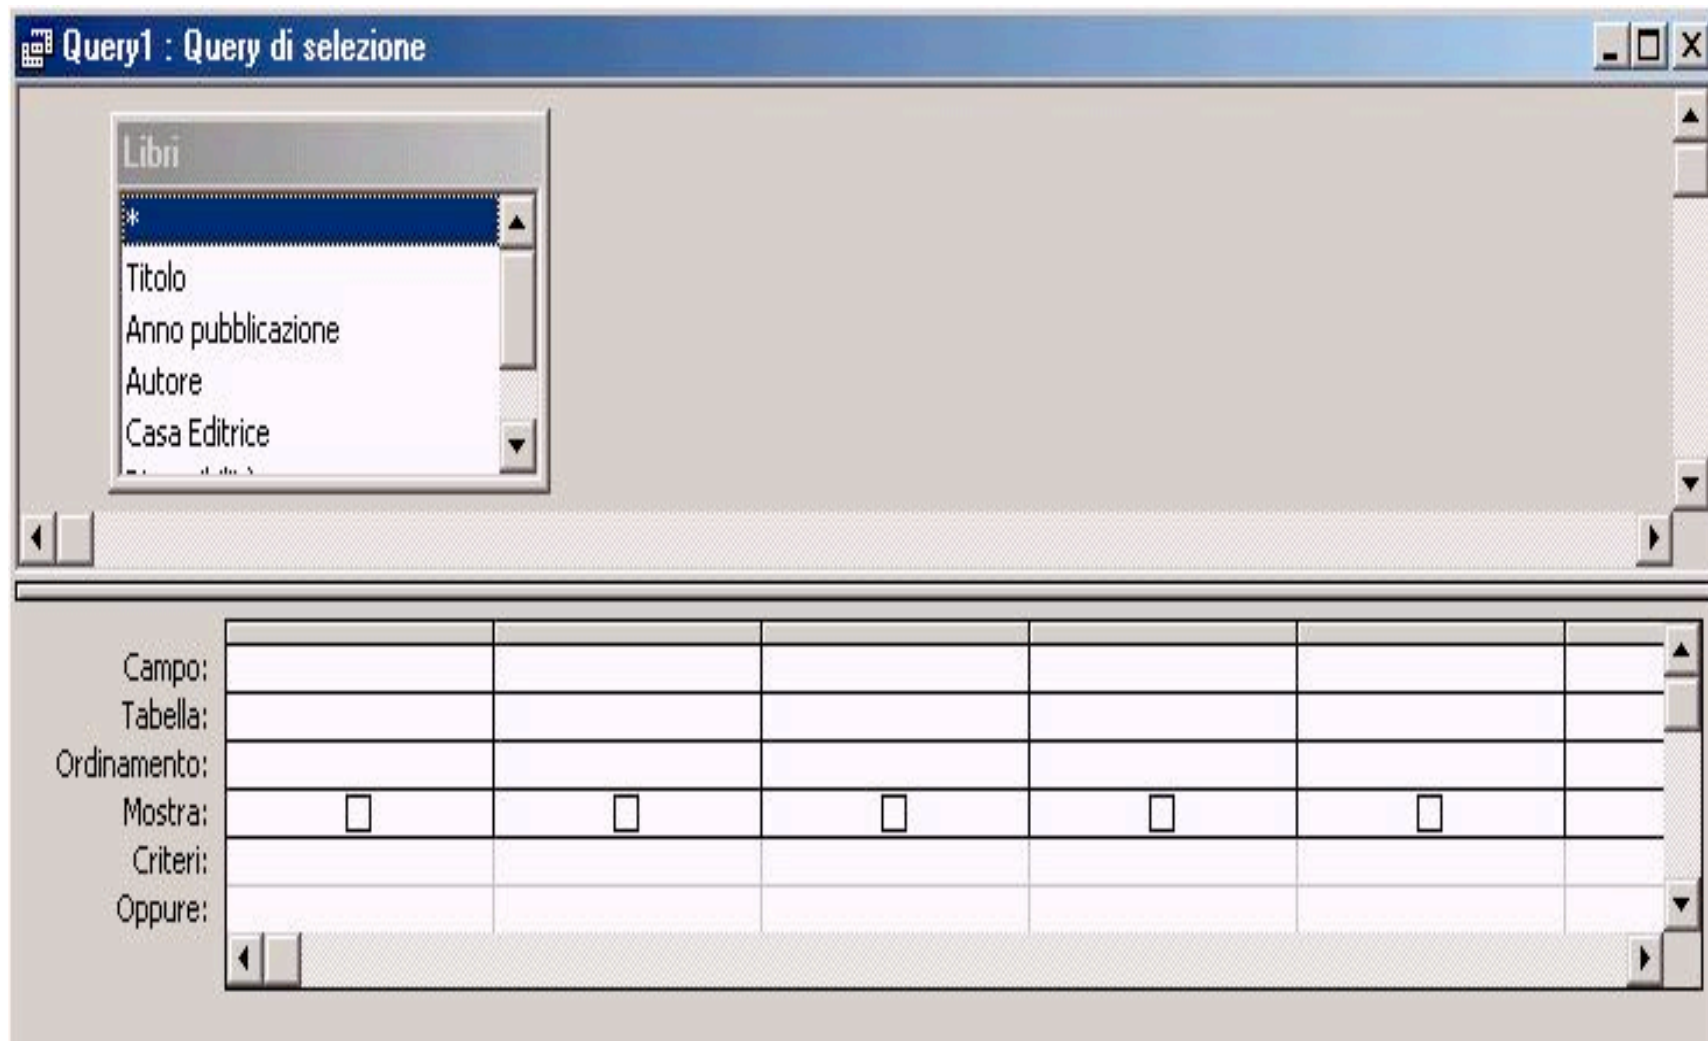 Query1 : Query di selezione
Libri
*
Titolo
Anno pubblicazione
Autore
Casa Editrice
Campo:
Tabella:
Ordinamento:
Mostra:
Criteri:
Oppure: